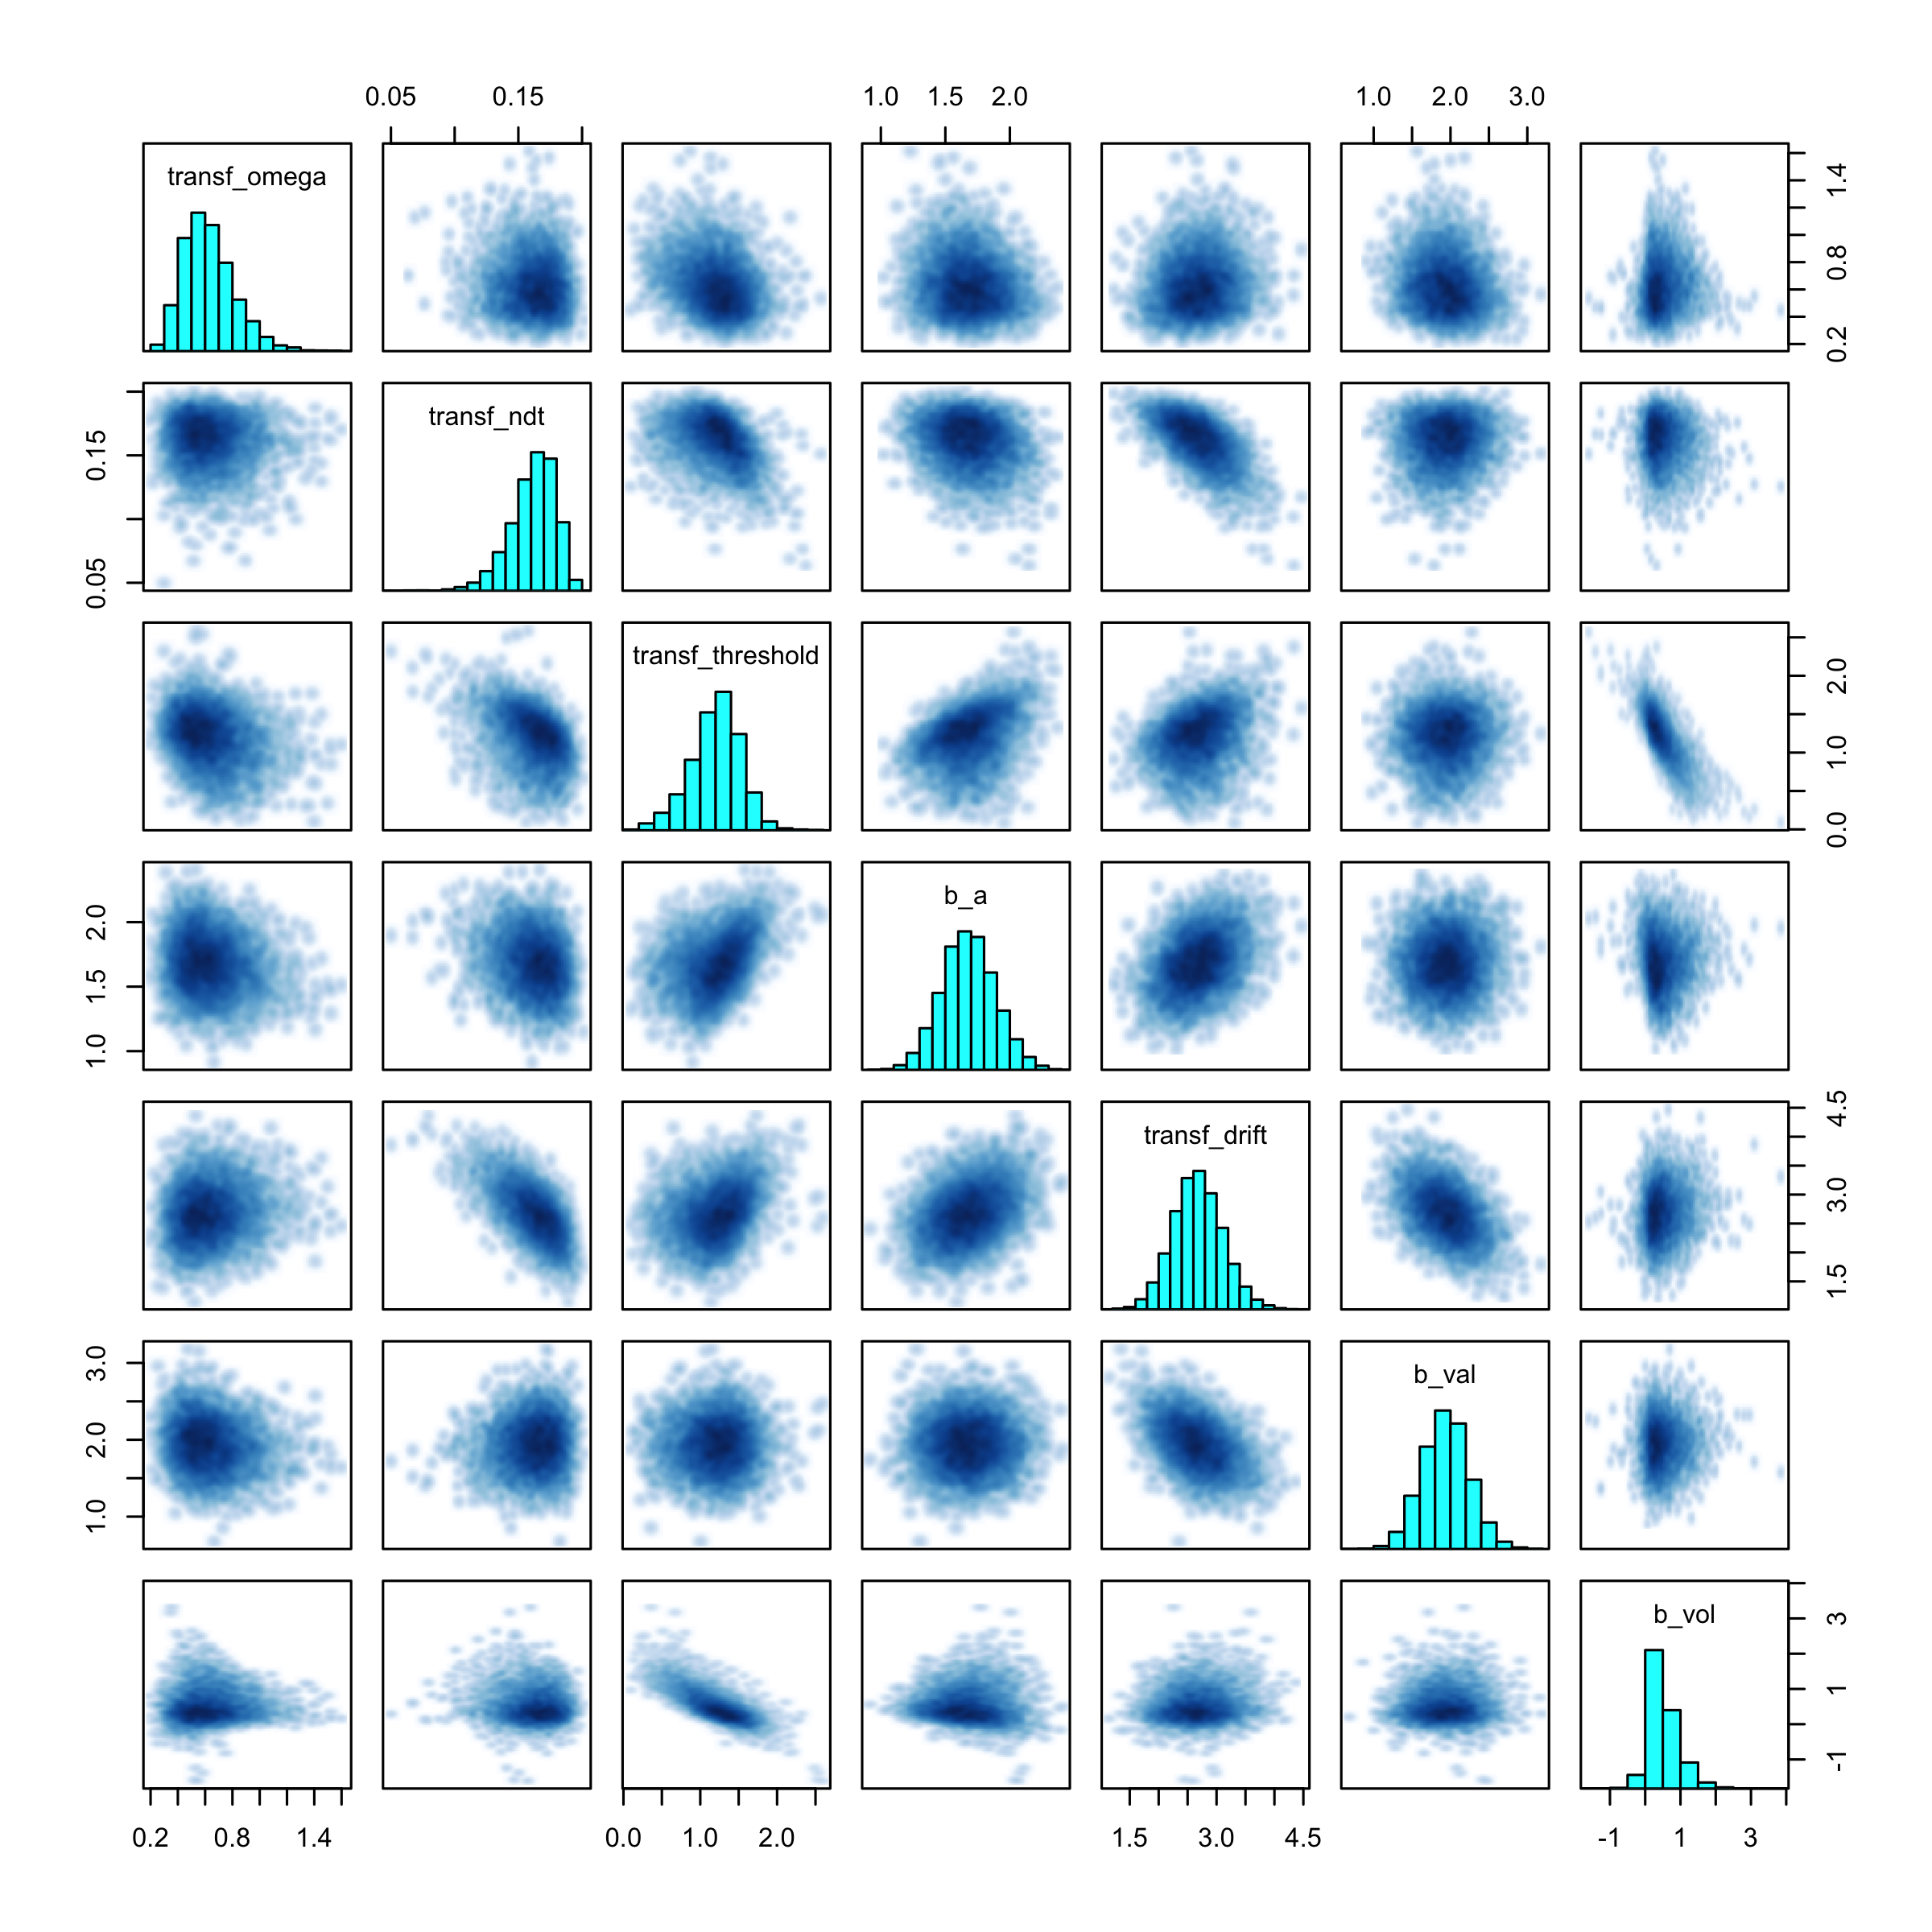 0.05 0.15 1.0 1.5 2.0 1.0 2.0 3.0
transf_omega 0.2 0.8 1.4
0.05 0.15 transf_ndt
transf_threshold 0.0 1.0 2.0
1.0 1.5 2.0 b_a
transf_drift 1.5 3.0 4.5
1.0 2.0 3.0 b_val
b_vol -1 1 3
0.2 0.8 1.4 0.0 1.0 2.0 1.5 3.0 4.5 -1 1 3